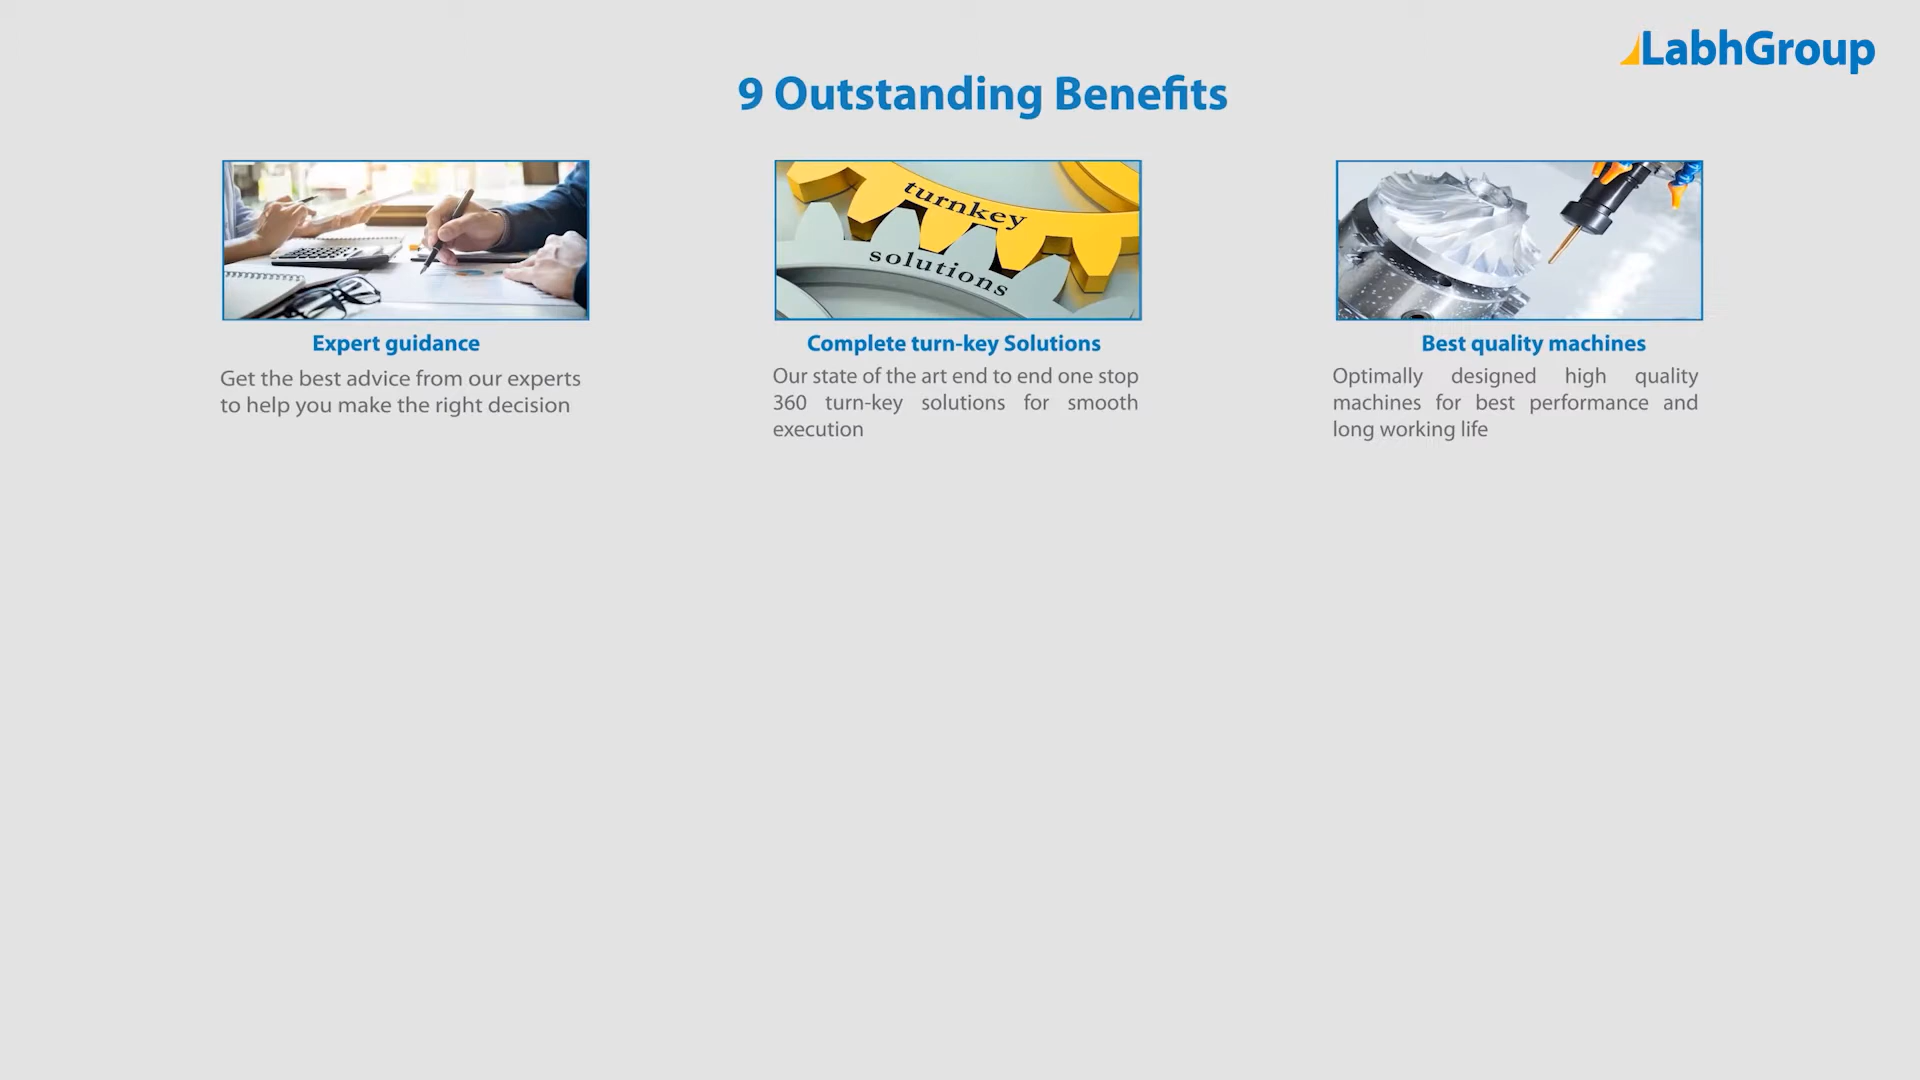 LabhGroup
9 Outstanding Benefits
turnkey
solutions
Expert guidance
Get the best advice from our experts
to help you make the right decision
Complete turn-key Solutions
Our state of the art end to end one stop
360 turn-key solutions for smooth
execution
Best quality machines
Optimally designed high quality
machines for best performance and
long working life